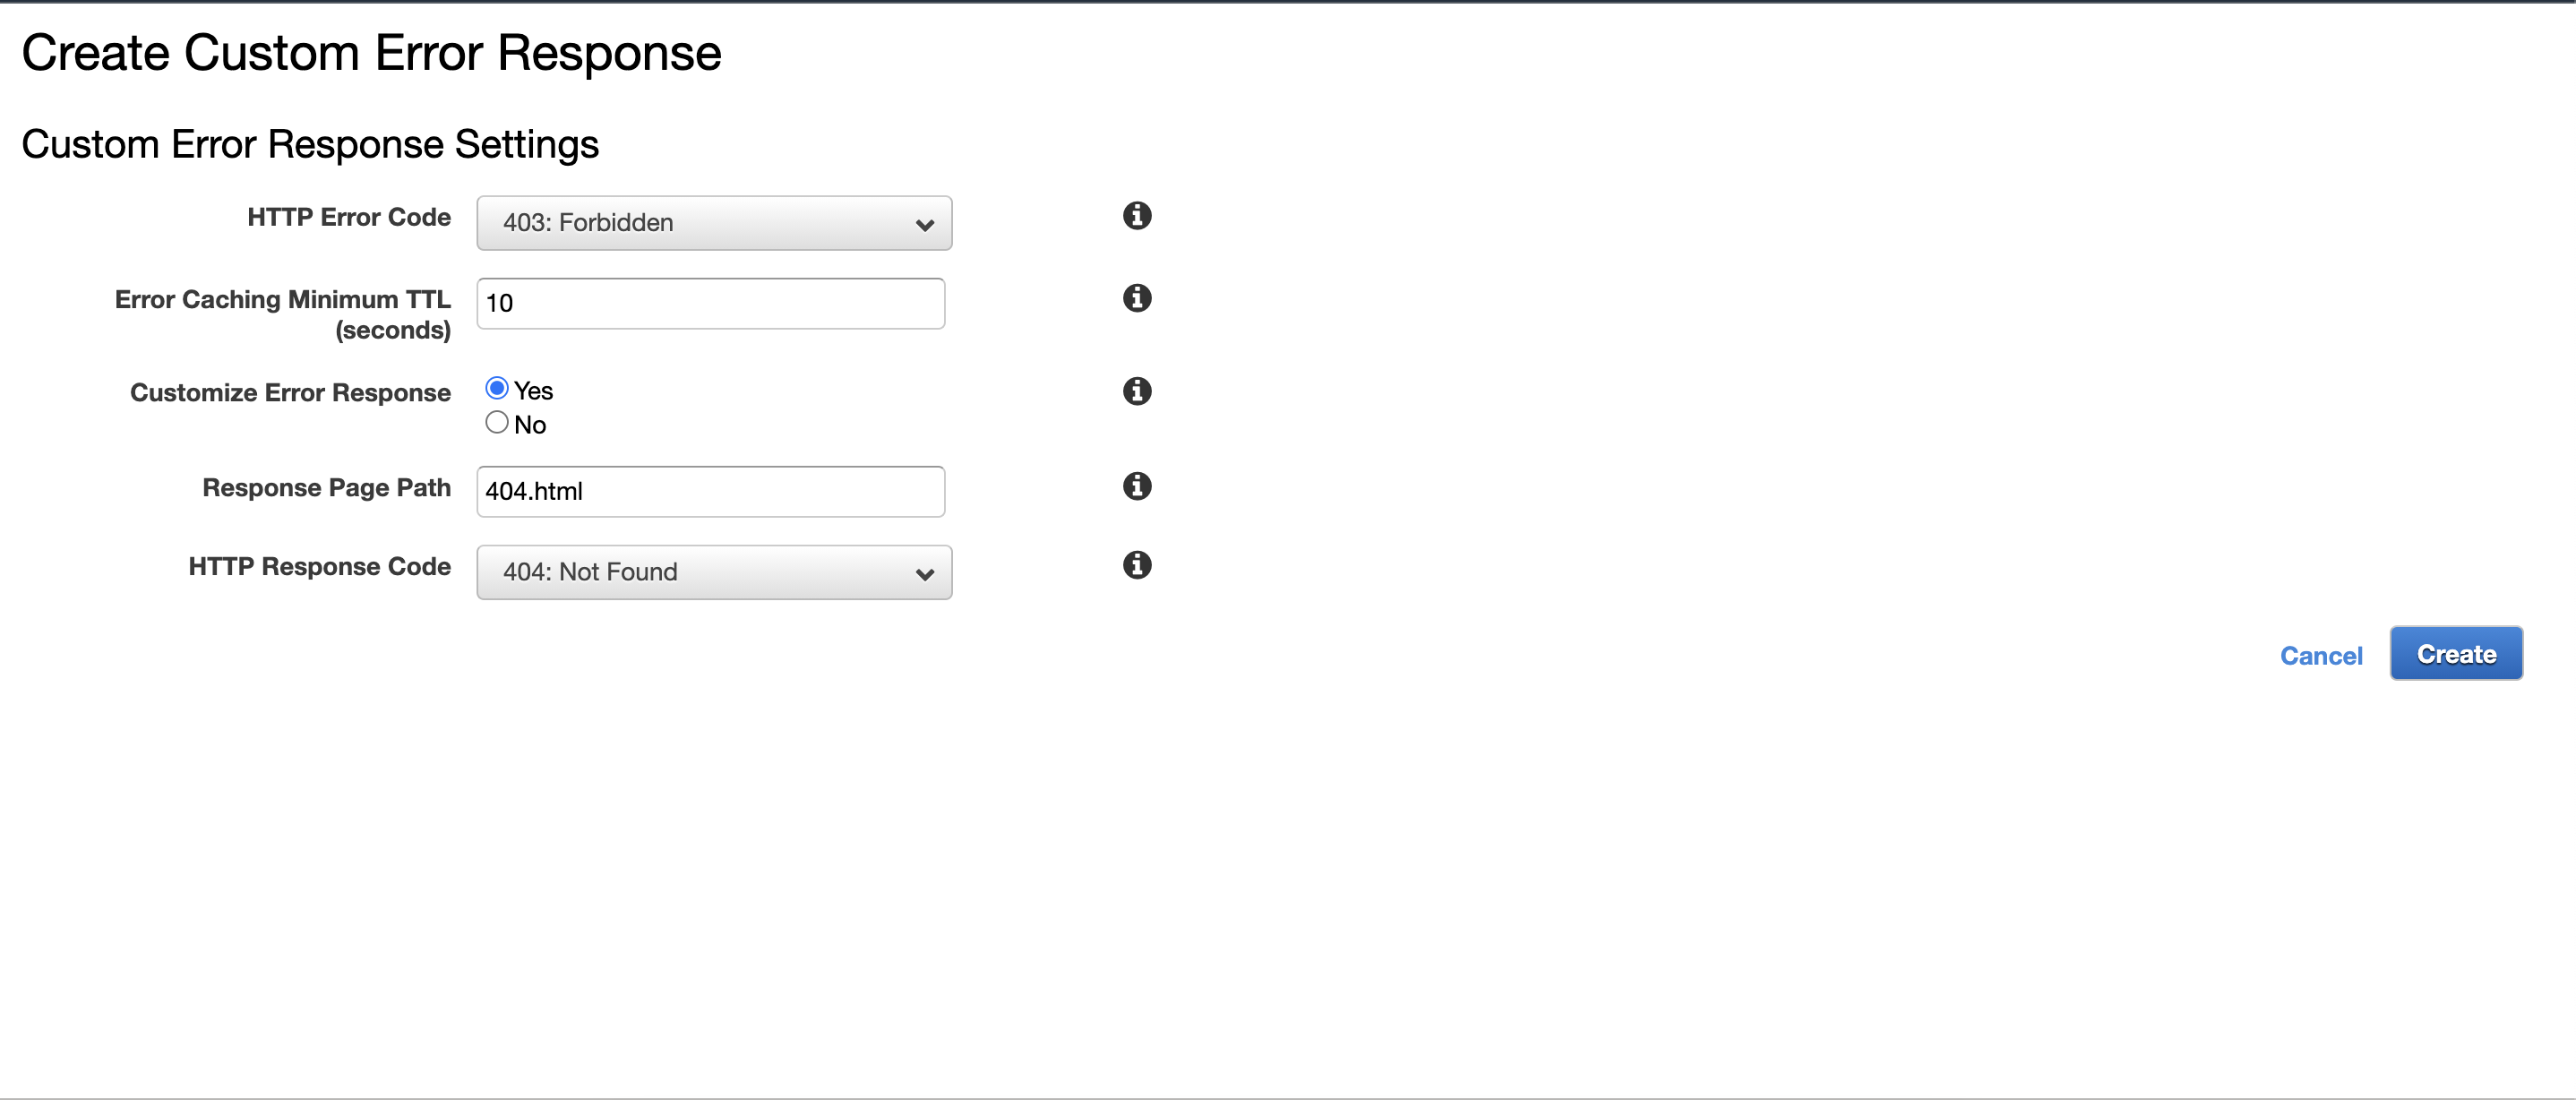 Create Custom Error Response
Custom Error Response Settings
HTTP Error Code
403: Forbidden
Error Caching Minimum TTL
(seconds)
10
Customize Error Response
Yes
No
Response Page Path
404.html
HTTP Response Code
404: Not Found
Cancel
Create